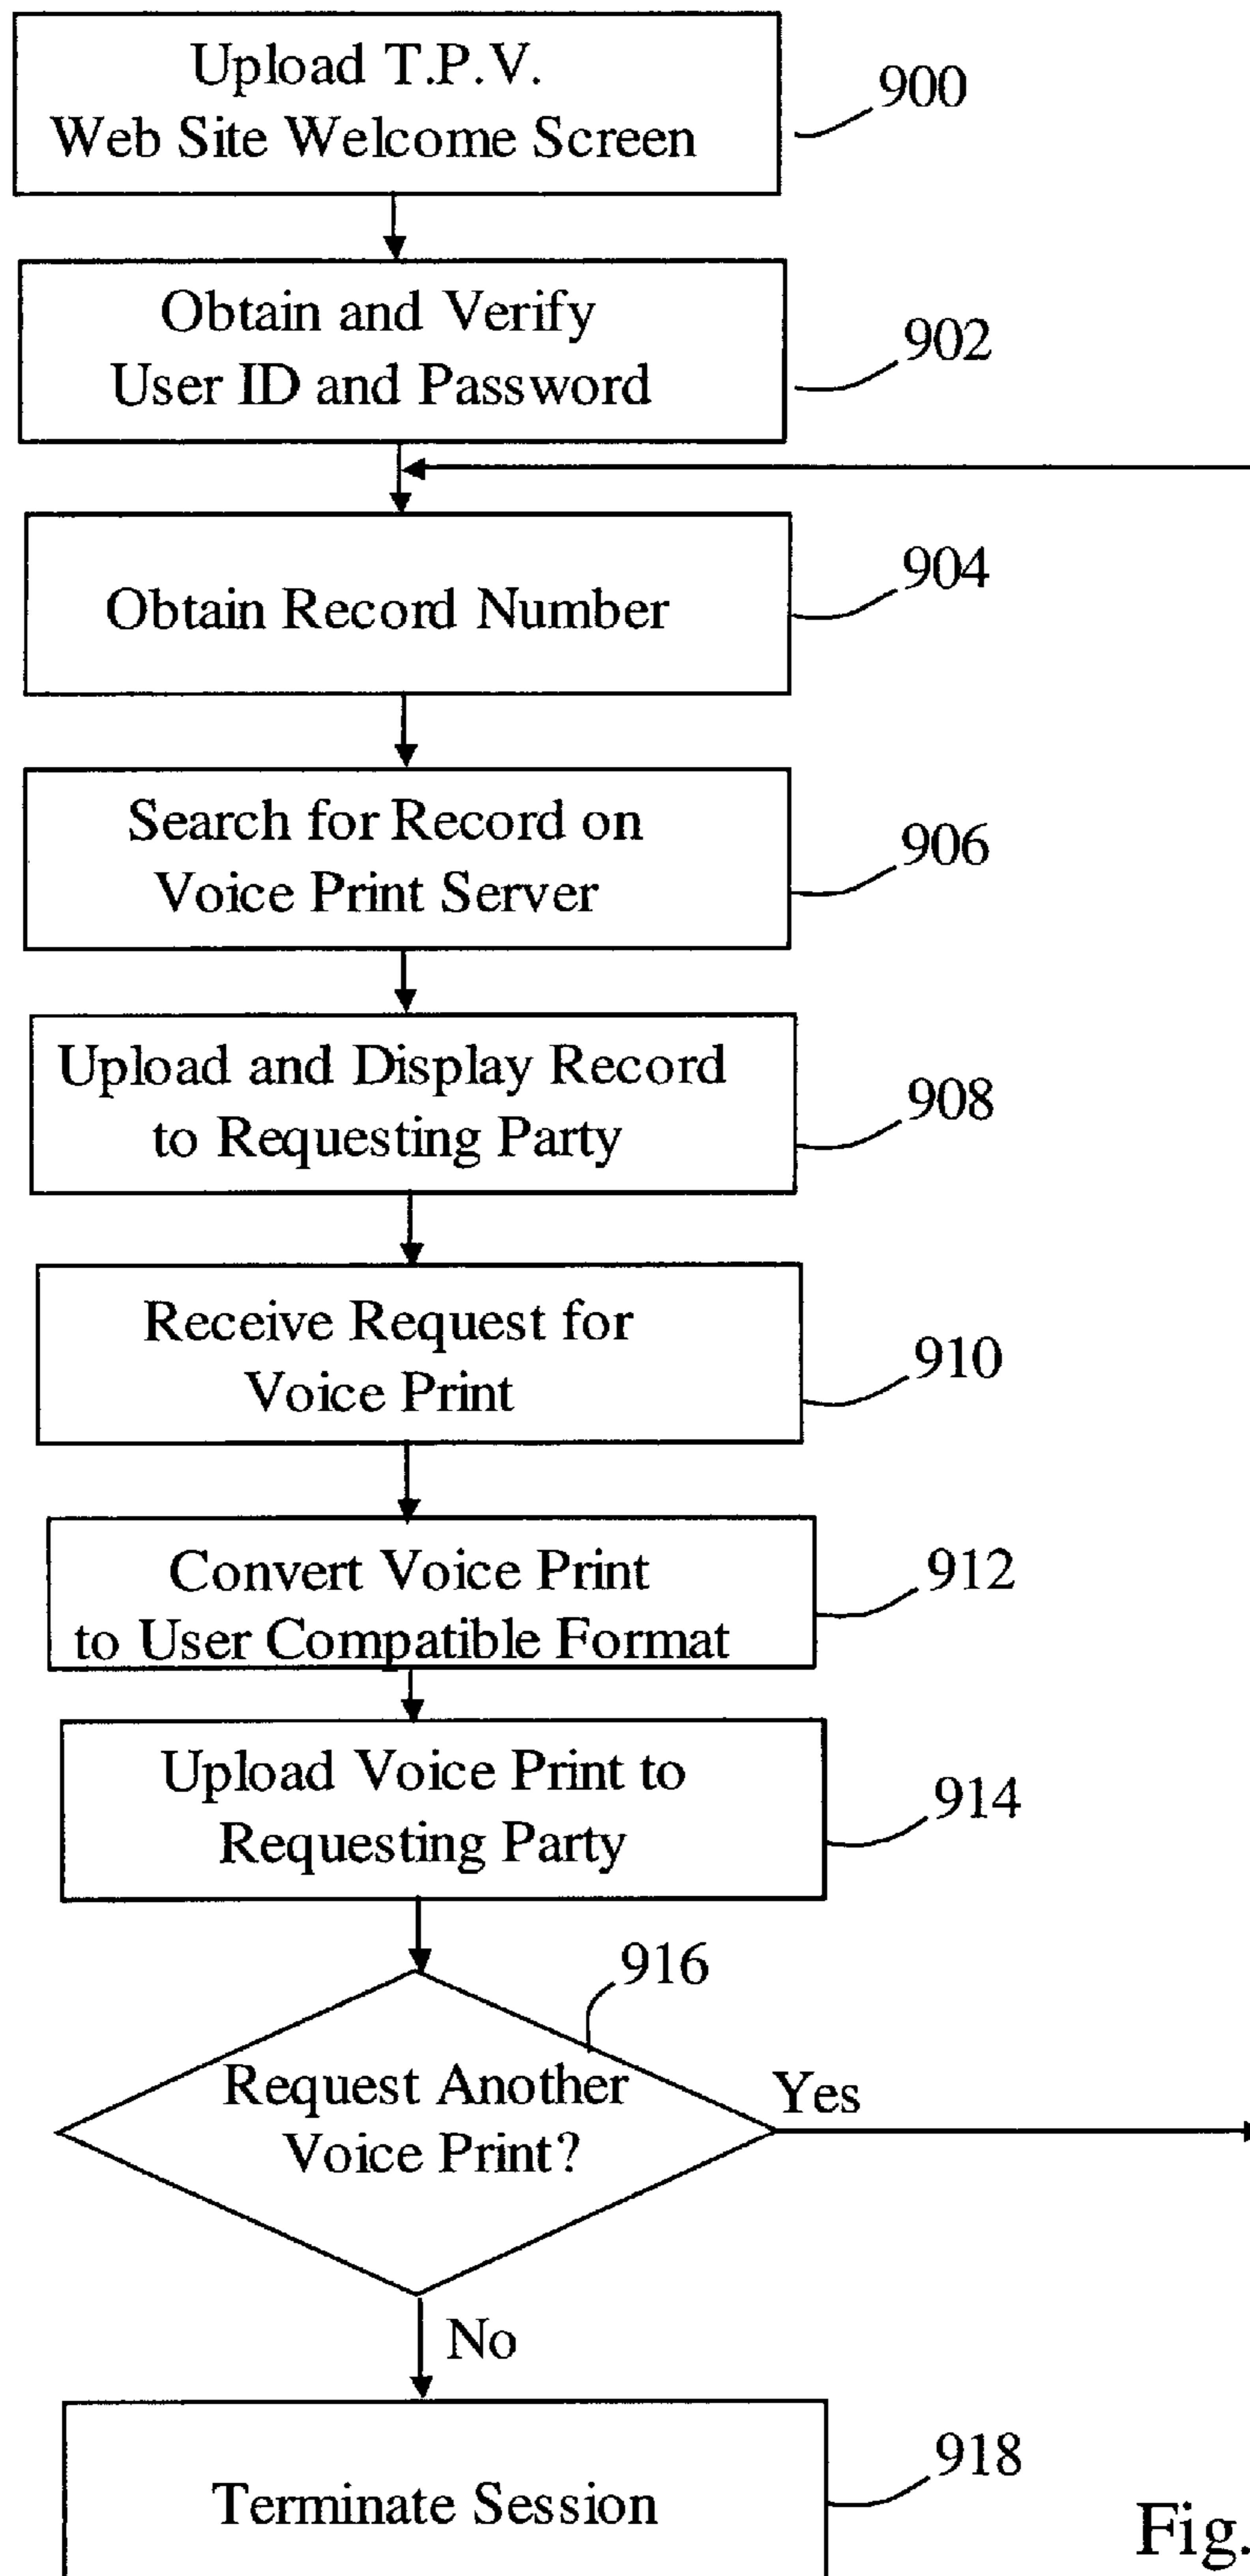 Upload T.P.V.
Web Site Welcome Screen
900
Obtain and Verify
User ID and Password
902
Obtain Record Number
904
Search for Record on
Voice Print Server
906
Upload and Display Record
to Requesting Party
908
Receive Request for
Voice Print
910
Convert Voice Print
to User Compatible Format
912
Upload Voice Print to
Requesting Party
914
916
Request Another
Voice Print?
Yes
No
Terminate Session
918
Fig.